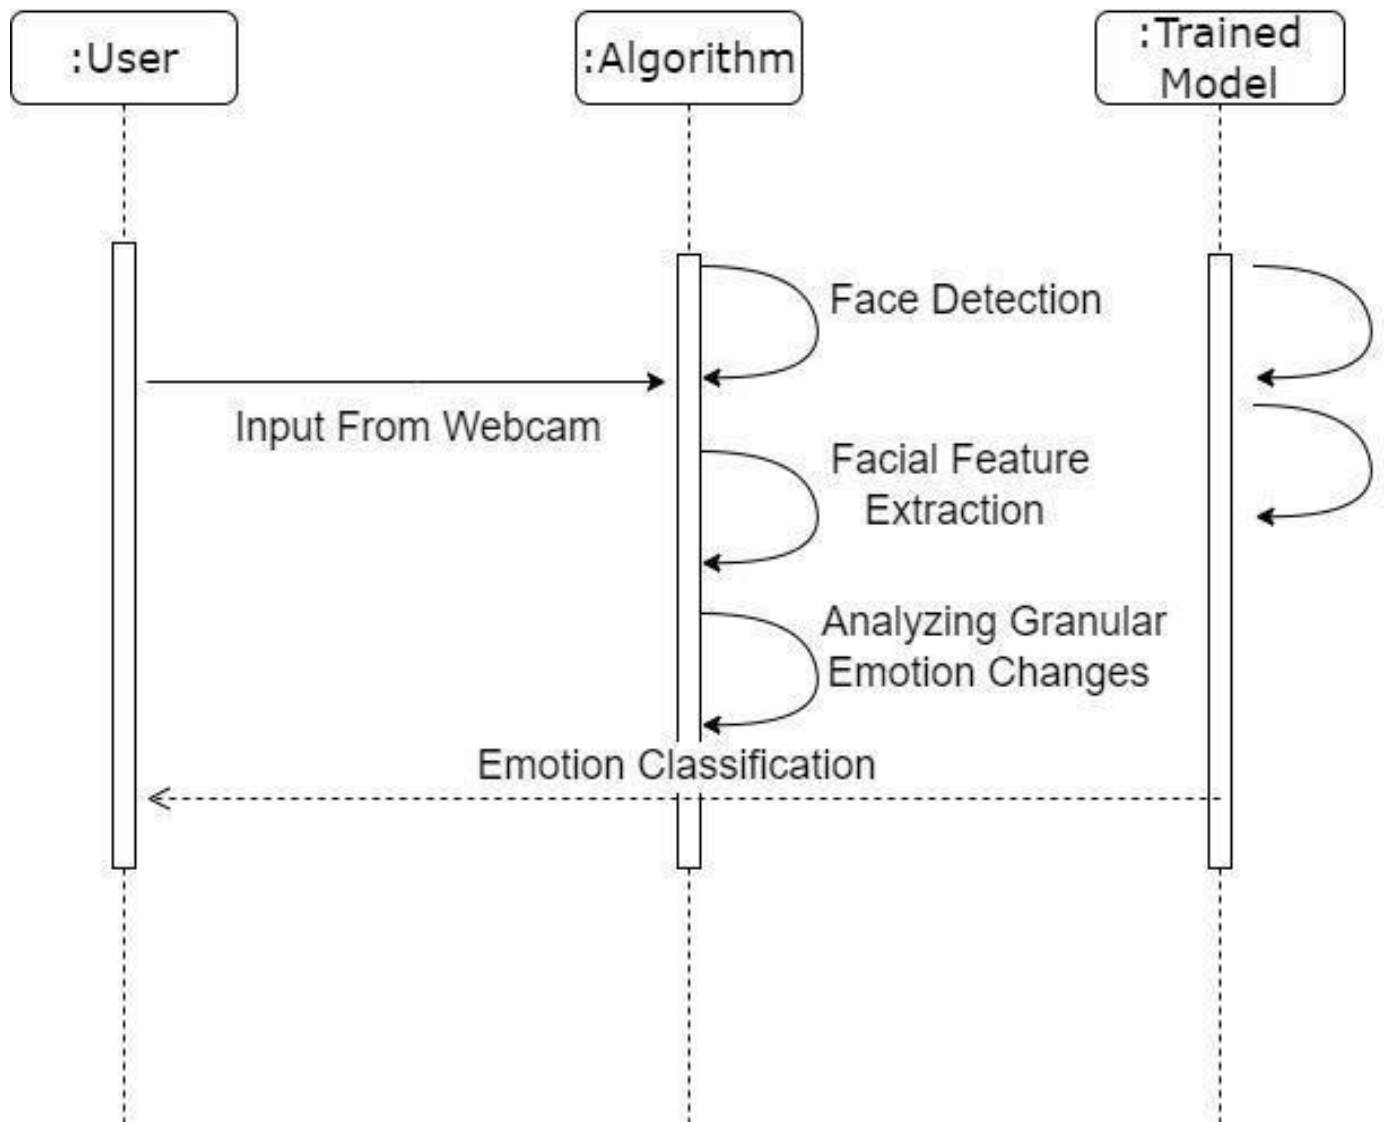 :User
:Algorithm
:Trained
Model
Face Detection
Input From Webcam
Facial Feature
Extraction
Analyzing Granular
Emotion Changes
Emotion Classification